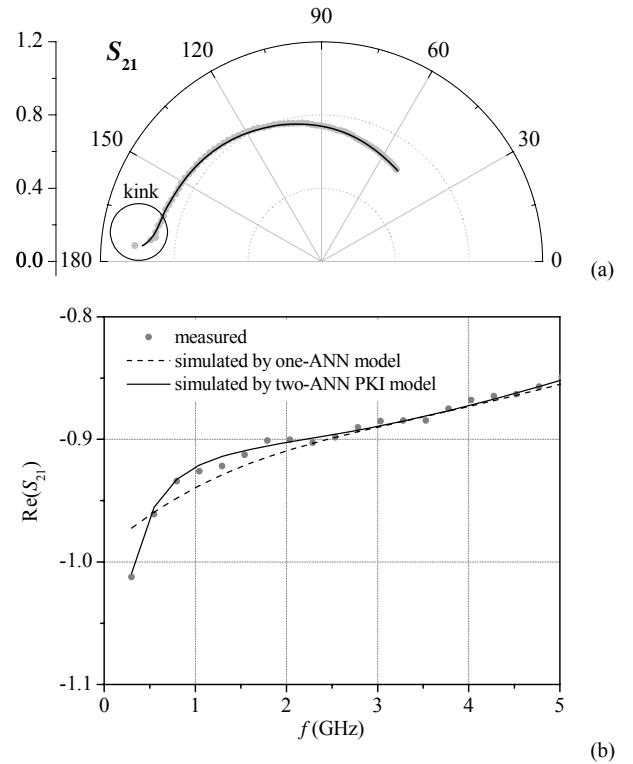 90
S21
120
60
1.2
0.8
150
30
kink
0.4
0.0
180
0
(a)
-0.8
measured
simulated by one-ANN model
simulated by two-ANN PKI model
-0.9
Re(S21)
-1.0
-1.1
0 1 2 3 4 5
f (GHz)
(b)